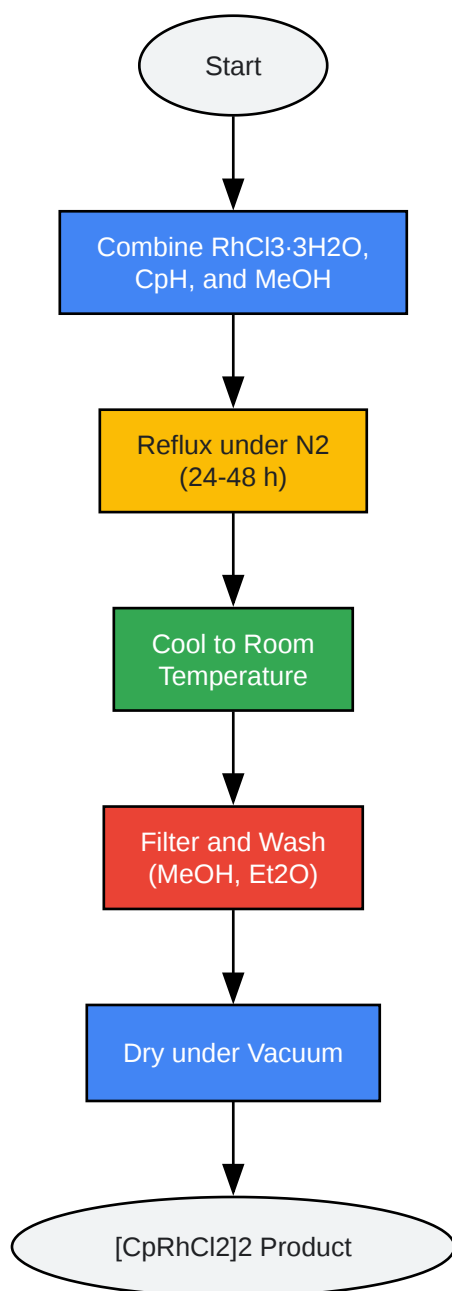 Start
Combine RhCl3·3H2O,
CpH, and MeOH
Reflux under N2
(24-48 h)
Cool to Room
Temperature
Filter and Wash
(MeOH, Et2O)
Dry under Vacuum
[CpRhCl2]2 Product